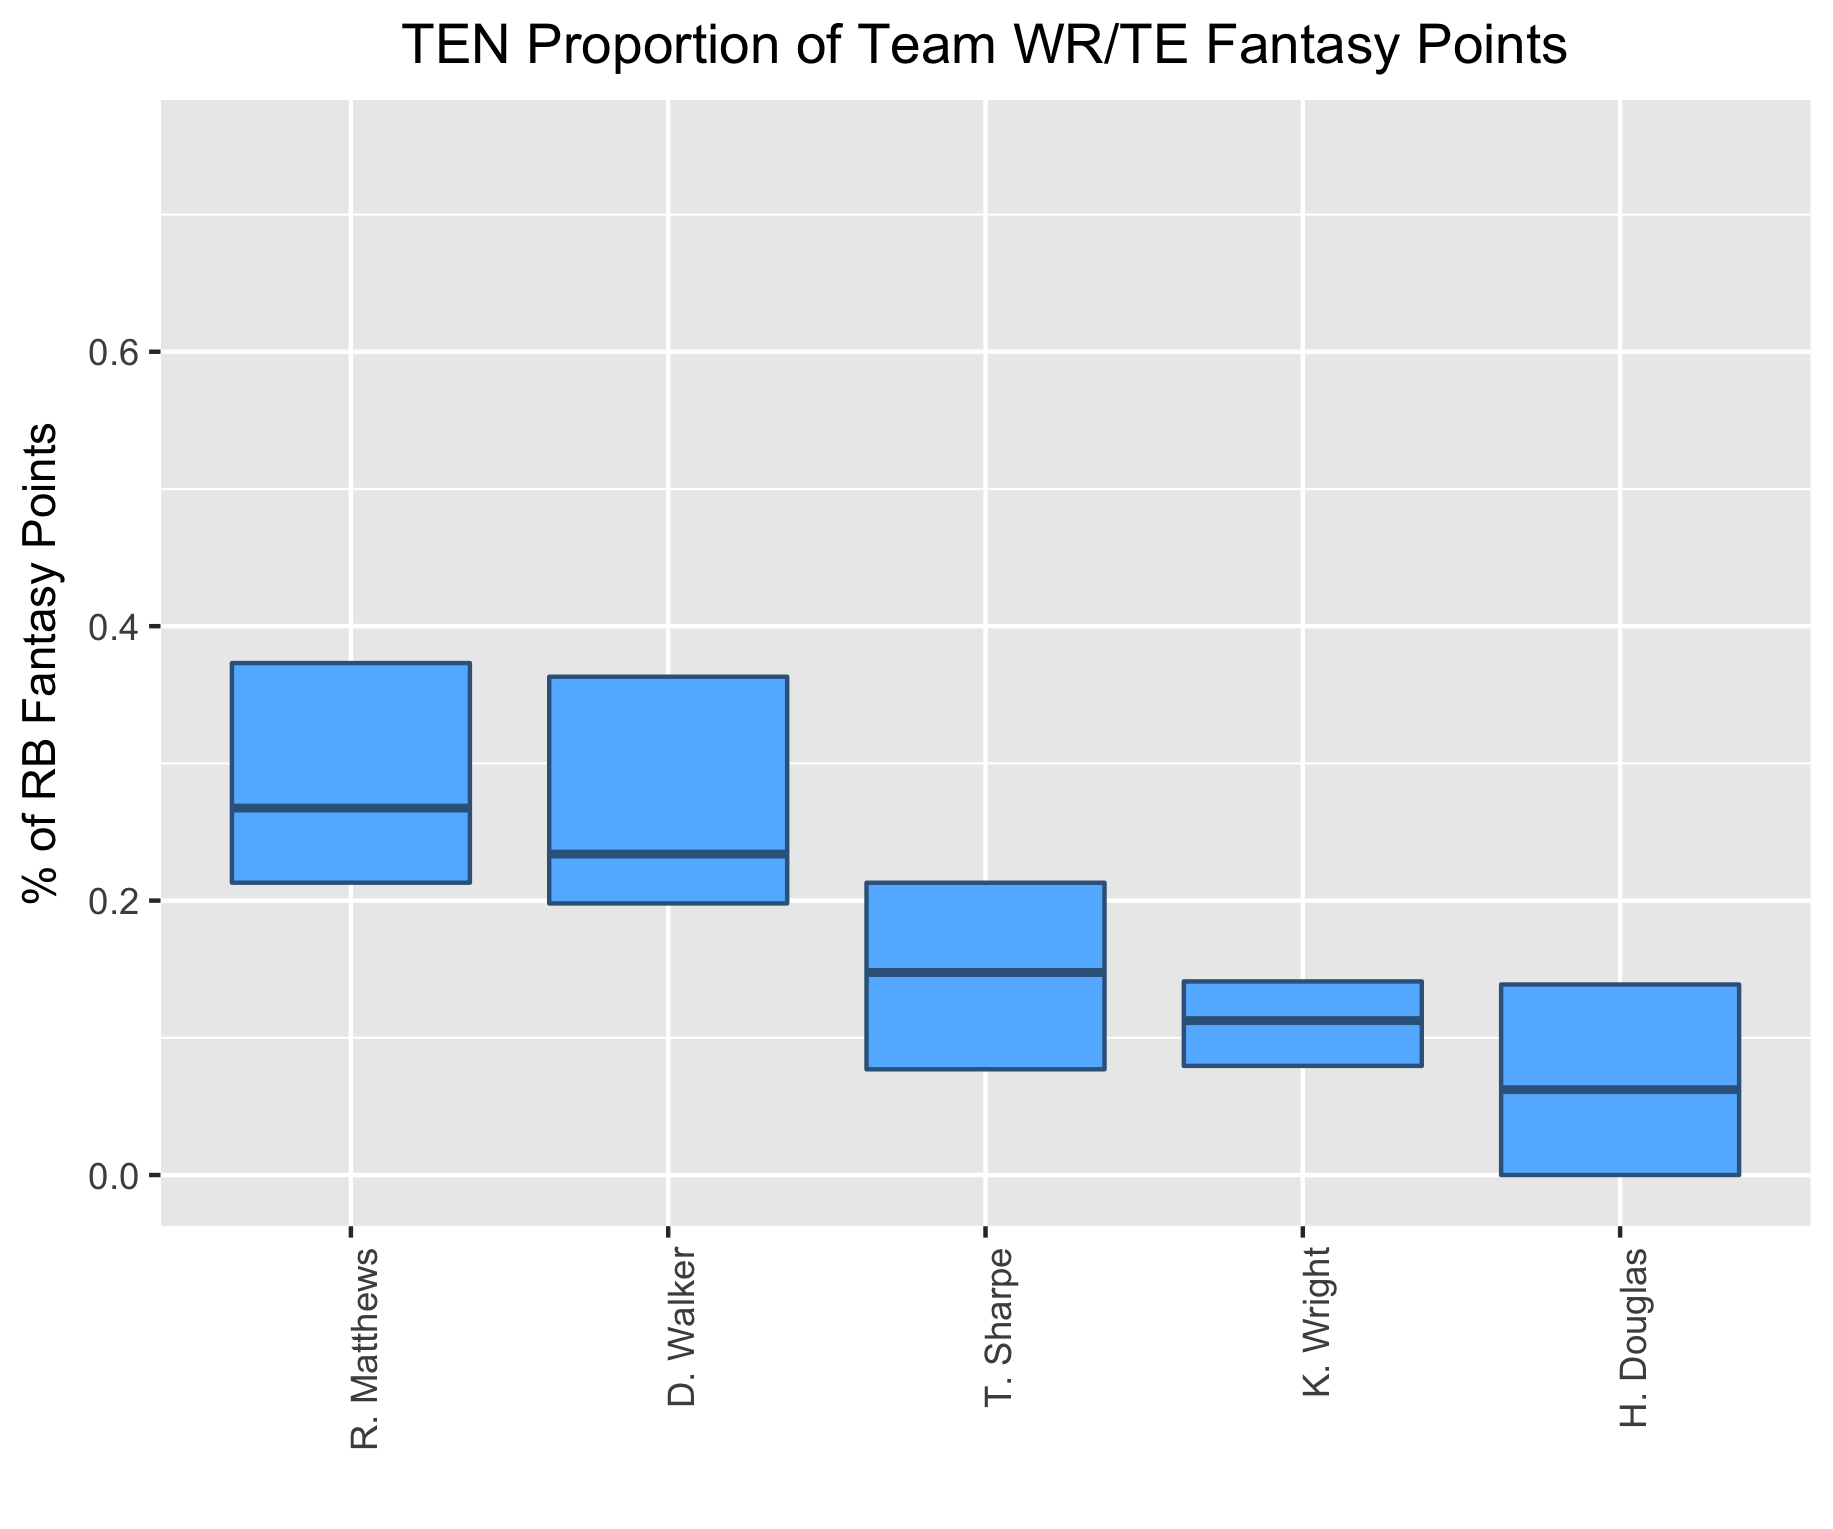 TEN Proportion of Team WR/TE Fantasy Points
% of RB Fantasy Points
0.6
0.4
0.2
0.0
R. Matthews
D. Walker
T. Sharpe
K. Wright
H. Douglas